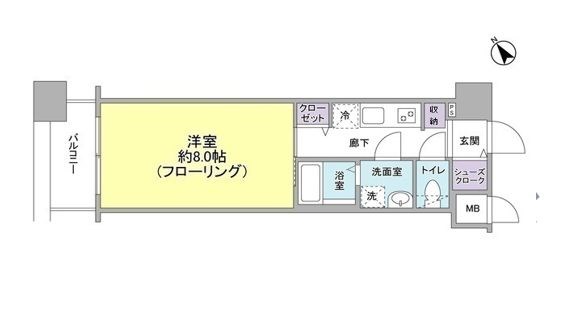 N
バルコニー
洋室
約8.0帖
(フローリング)
クロー
ゼット
冷
収
納
PS
廊下
玄関
浴
室
洗面室
洗
トイレ
シューズ
クローク
MB